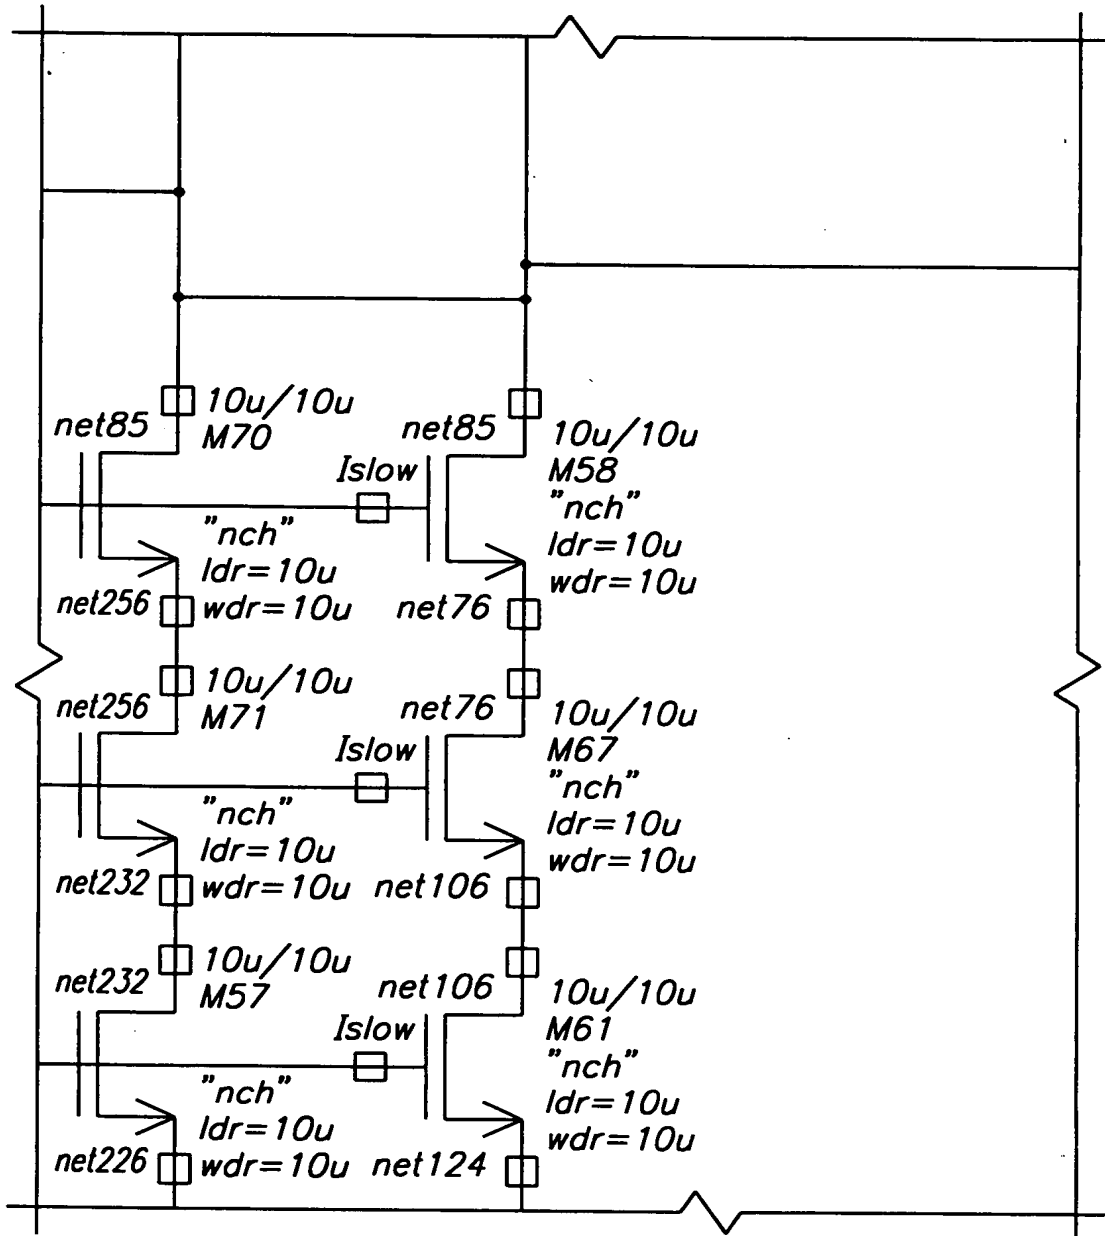 10u/10u
net85
M70
"nch"
ldr=10u
wdr=10u
net256
net85
10u/10u
M58
Islow
"nch"
ldr=10u
wdr=10u
net76
10u/10u
net256
M71
"nch"
ldr=10u
wdr=10u
net232
net76
10u/10u
M67
Islow
"nch"
ldr=10u
wdr=10u
net106
10u/10u
net232
M57
"nch"
ldr=10u
wdr=10u
net226
net106
10u/10u
M61
Islow
"nch"
ldr=10u
wdr=10u
net124